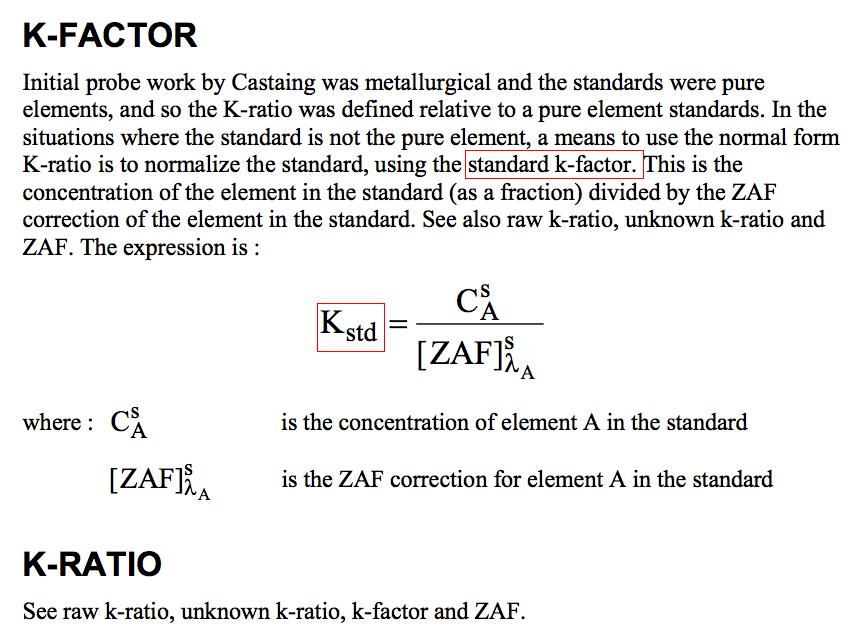 K-FACTOR
Initial probe work by Castaing was metallurgical and the standards were pure
elements, and so the K-ratio was defined relative to a pure element standards. In the
situations where the standard is not the pure element, a means to use the normal form
K-ratio is to normalize the standard, using the standard k-factor. This is the
concentration of the element in the standard (as a fraction) divided by the ZAF
correction of the element in the standard. See also raw k-ratio, unknown k-ratio and
ZAF. The expression is :
K_std = C_A^s / [ZAF]_λ_A^s
where : C_A^s is the concentration of element A in the standard
[ZAF]_λ_A^s is the ZAF correction for element A in the standard
K-RATIO
See raw k-ratio, unknown k-ratio, k-factor and ZAF.